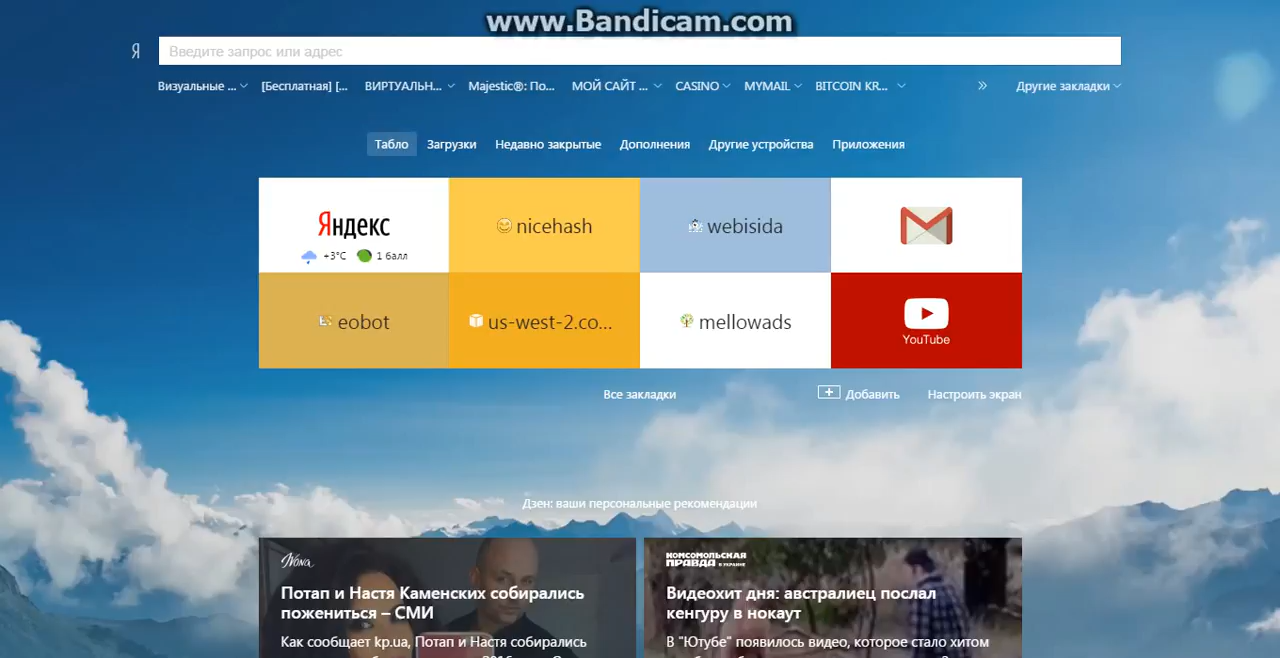 www.Bandicam.com
Я Введите запрос или адрес
Визуальные ... [Бесплатная] [... ВИРТУАЛЬН... Majestic®: По... МОЙ САЙТ ... CASINO MYMAIL BITCOIN KR... » Другие закладки
Табло Загрузки Недавно закрытые Дополнения Другие устройства Приложения
Яндекс
+3°C 1 балл
nicehash
webisida
eobot
us-west-2.co...
mellowads
YouTube
Все закладки Добавить Настроить экран
Дзен: ваши персональные рекомендации
Потап и Настя Каменских собирались
пожениться – СМИ
Как сообщает kp.ua, Потап и Настя собирались
КОМСОМОЛЬСКАЯ
ПРАВДА В УКРАИНЕ
Видеохит дня: австралиец послал
кенгуру в нокаут
В "Ютубе" появилось видео, которое стало хитом